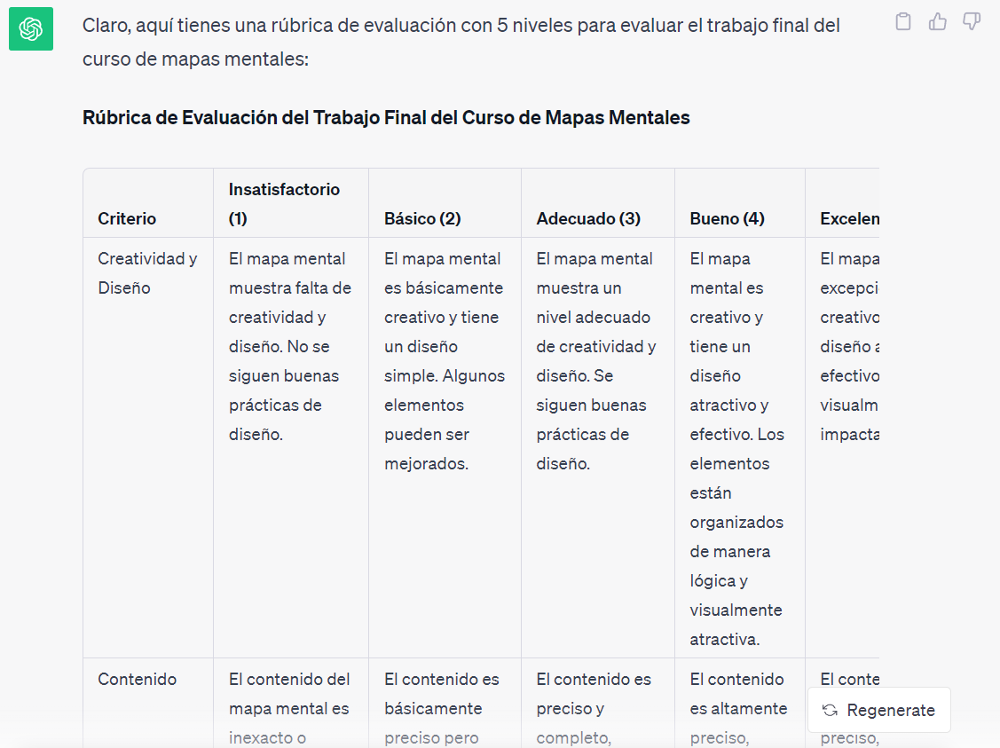 Claro, aquí tienes una rúbrica de evaluación con 5 niveles para evaluar el trabajo final del
curso de mapas mentales:
Rúbrica de Evaluación del Trabajo Final del Curso de Mapas Mentales
Criterio
Insatisfactorio
(1)
Básico (2)
Adecuado (3)
Bueno (4)
Excelen
Creatividad y
Diseño
El mapa mental
muestra falta de
creatividad y
diseño. No se
siguen buenas
prácticas de
diseño.
El mapa mental
es básicamente
creativo y tiene
un diseño
simple. Algunos
elementos
pueden ser
mejorados.
El mapa mental
muestra un
nivel adecuado
de creatividad y
diseño. Se
siguen buenas
prácticas de
diseño.
El mapa
mental es
creativo y
tiene un
diseño
atractivo y
efectivo. Los
elementos
están
organizados
de manera
lógica y
visualmente
atractiva.
El mapa
excepci
creativo
diseño a
efectivo
visualm
impacta
Contenido
El contenido del
mapa mental es
inexacto o
El contenido es
básicamente
preciso pero
El contenido es
preciso y
completo,
El contenido
es altamente
preciso,
El conte
preciso,
Regenerate